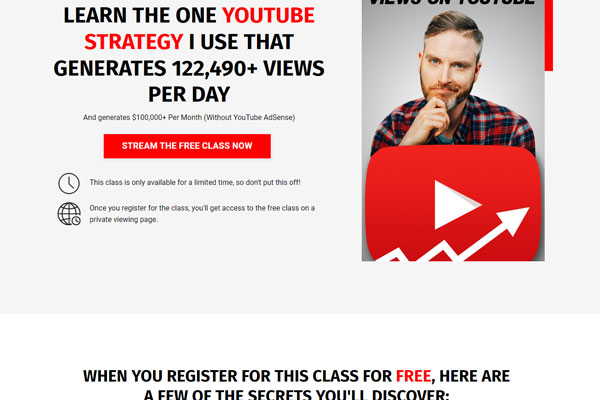 VIEWS ON YOUTUBE
LEARN THE ONE YOUTUBE
STRATEGY I USE THAT
GENERATES 122,490+ VIEWS
PER DAY
And generates $100,000+ Per Month (Without YouTube AdSense)
STREAM THE FREE CLASS NOW
This class is only available for a limited time, so don't put this off!
Once you register for the class, you'll get access to the free class on a
private viewing page.
WHEN YOU REGISTER FOR THIS CLASS FOR FREE, HERE ARE
A FEW OF THE SECRETS YOU'LL DISCOVER: